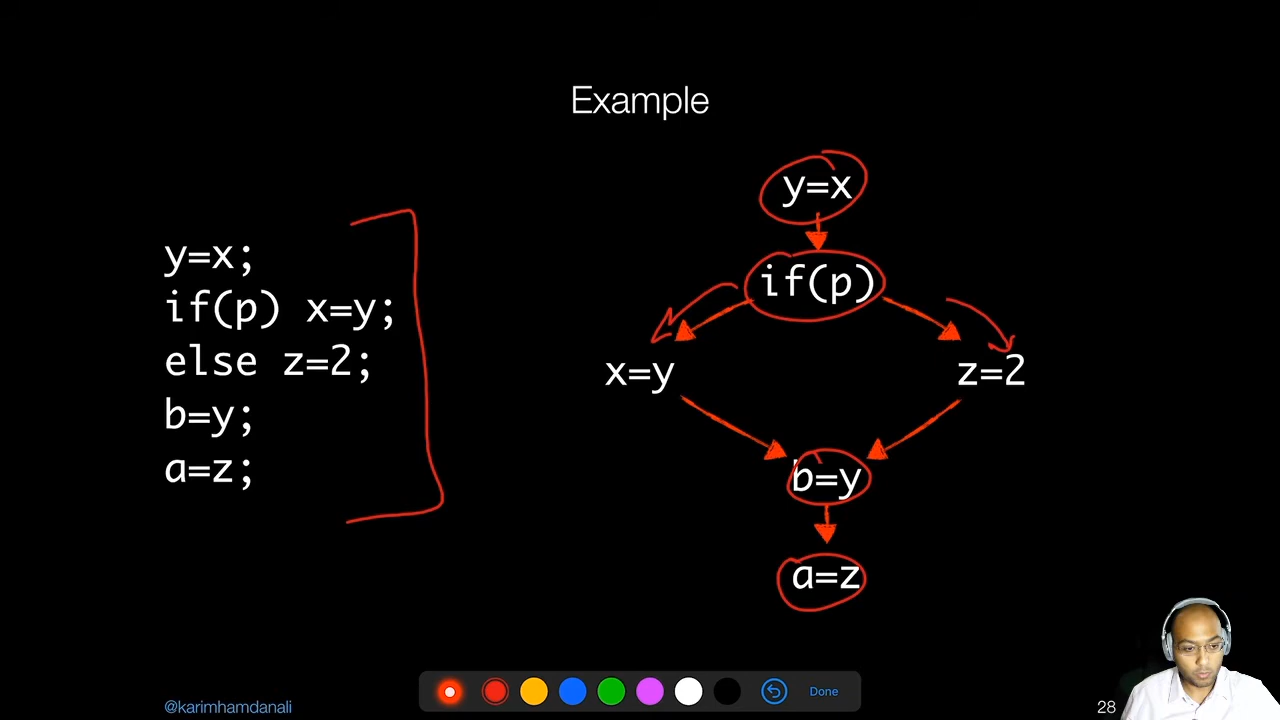 Example
y=x;
if(p) x=y;
else z=2;
b=y;
a=z;
y=x
if(p)
x=y
z=2
b=y
a=z
Done
@karimhamdanali
28